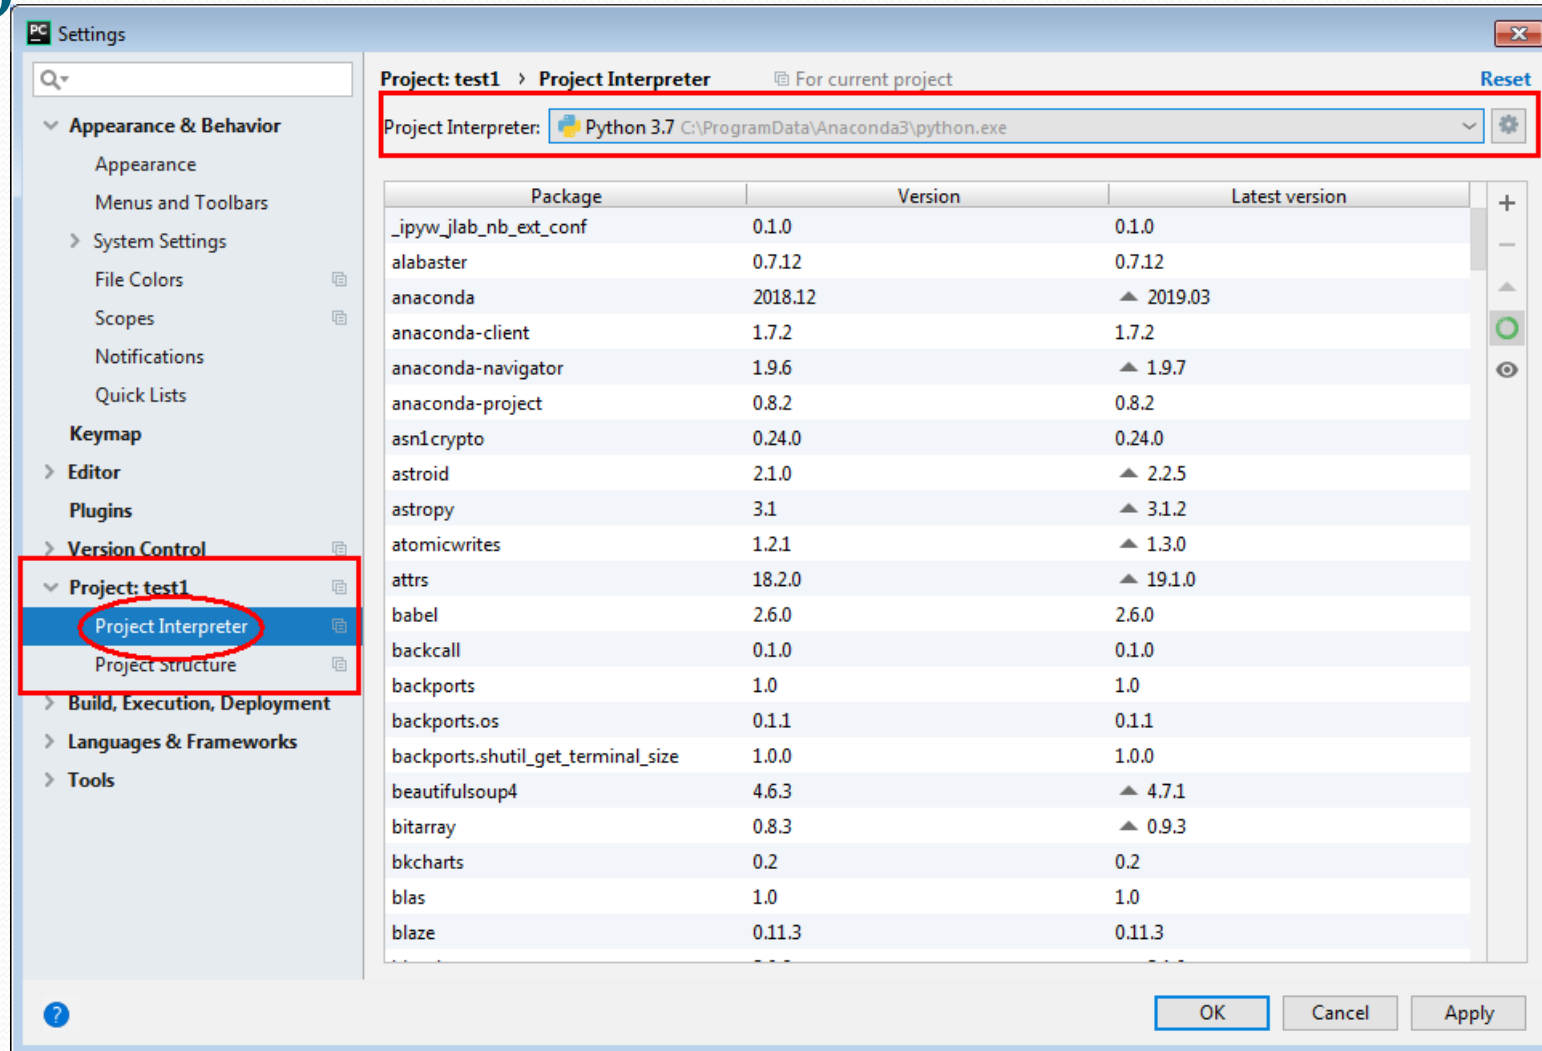 PC Settings
Project: test1 › Project Interpreter For current project Reset
Project Interpreter: Python 3.7 C:\ProgramData\Anaconda3\python.exe
Appearance & Behavior
Appearance
Menus and Toolbars
System Settings
File Colors
Scopes
Notifications
Quick Lists
Keymap
Editor
Plugins
Version Control
Project: test1
Project Interpreter
Project Structure
Build, Execution, Deployment
Languages & Frameworks
Tools
Package Version Latest version
_ipyw_jlab_nb_ext_conf 0.1.0 0.1.0
alabaster 0.7.12 0.7.12
anaconda 2018.12 2019.03
anaconda-client 1.7.2 1.7.2
anaconda-navigator 1.9.6 1.9.7
anaconda-project 0.8.2 0.8.2
asn1crypto 0.24.0 0.24.0
astroid 2.1.0 2.2.5
astropy 3.1 3.1.2
atomicwrites 1.2.1 1.3.0
attrs 18.2.0 19.1.0
babel 2.6.0 2.6.0
backcall 0.1.0 0.1.0
backports 1.0 1.0
backports.os 0.1.1 0.1.1
backports.shutil_get_terminal_size 1.0.0 1.0.0
beautifulsoup4 4.6.3 4.7.1
bitarray 0.8.3 0.9.3
bkcharts 0.2 0.2
blas 1.0 1.0
blaze 0.11.3 0.11.3
? OK Cancel Apply